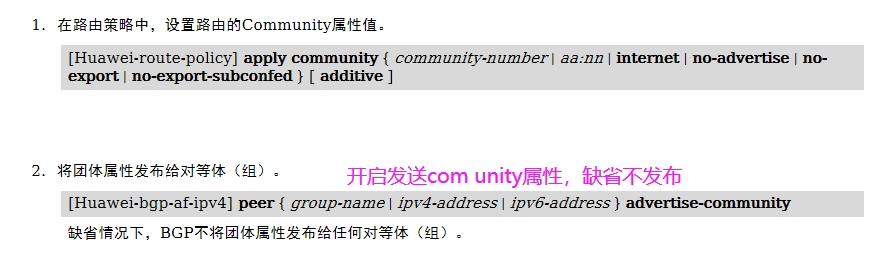 1. 在路由策略中，设置路由的Community属性值。
[Huawei-route-policy] apply community { community-number | aa:nn | internet | no-advertise | no-
export | no-export-subconfed } [ additive ]
2. 将团体属性发布给对等体（组）。
开启发送com unity属性，缺省不发布
[Huawei-bgp-af-ipv4] peer { group-name | ipv4-address | ipv6-address } advertise-community
缺省情况下，BGP不将团体属性发布给任何对等体（组）。